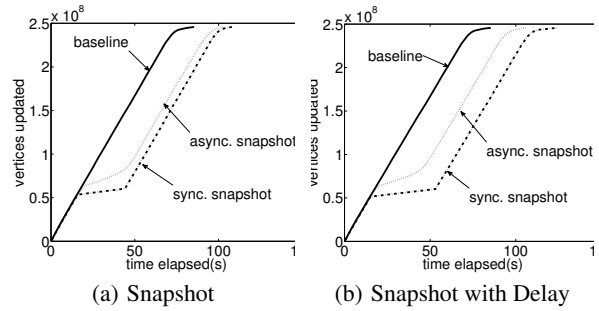 x 10^8
2.5
2
1.5
1
0.5
0
0
50
100
vertices updated
time elapsed(s)
baseline
async. snapshot
sync. snapshot
(a) Snapshot
x 10^8
2.5
2
1.5
1
0.5
0
0
50
100
1
vertices updated
time elapsed(s)
baseline
async. snapshot
sync. snapshot
(b) Snapshot with Delay